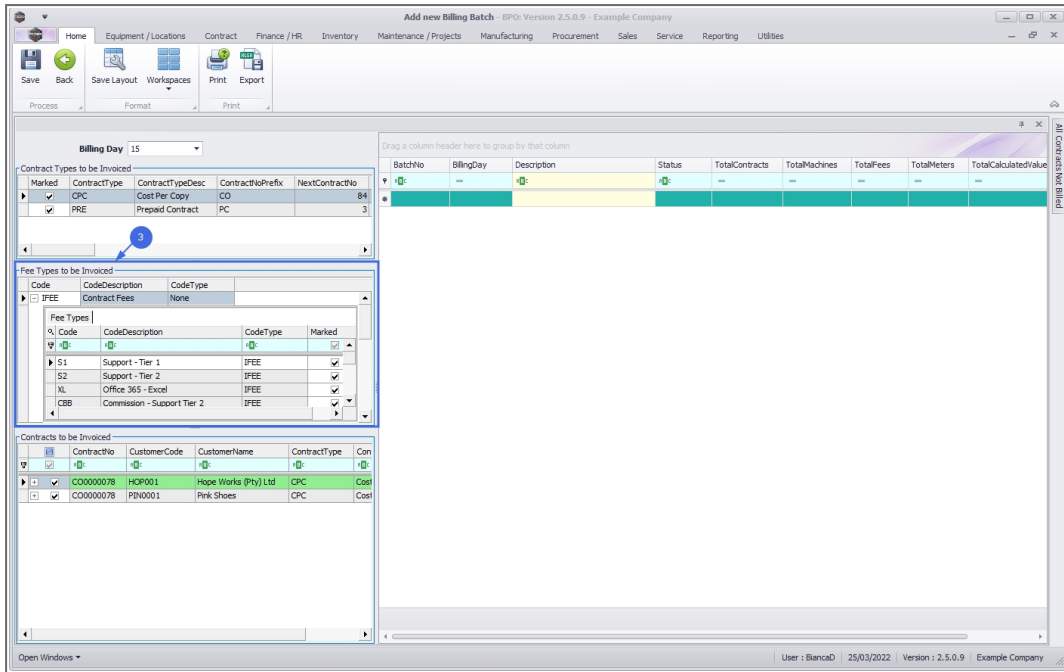 Add new Billing Batch - BPO: Version 2.5.0.9 - Example Company
Home Equipment / Locations Contract Finance / HR Inventory Maintenance / Projects Manufacturing Procurement Sales Service Reporting Utilities
Save Back Save Layout Workspaces Print Export
Process Format Print
Billing Day 15
Contract Types to be Invoiced
Marked ContractType ContractTypeDesc ContractNoPrefix NextContractNo
CPC Cost Per Copy CO 84
PRE Prepaid Contract PC 3
3
Fee Types to be Invoiced
Code CodeDescription CodeType
IFEE Contract Fees None
Fee Types
Code CodeDescription CodeType Marked
S1 Support - Tier 1 IFEE
S2 Support - Tier 2 IFEE
XL Office 365 - Excel IFEE
CBB Commission - Support Tier 2 IFEE
Contracts to be Invoiced
ContractNo CustomerCode CustomerName ContractType Con
CO0000078 HOP001 Hope Works (Pty) Ltd CPC Cost
CO0000078 PIN0001 Pink Shoes CPC Cost
Drag a column header here to group by that column
BatchNo BillingDay Description Status TotalContracts TotalMachines TotalFees TotalMeters TotalCalculatedValue
All Contracts Not Billed
Open Windows
User : BiancaD 25/03/2022 Version : 2.5.0.9 Example Company